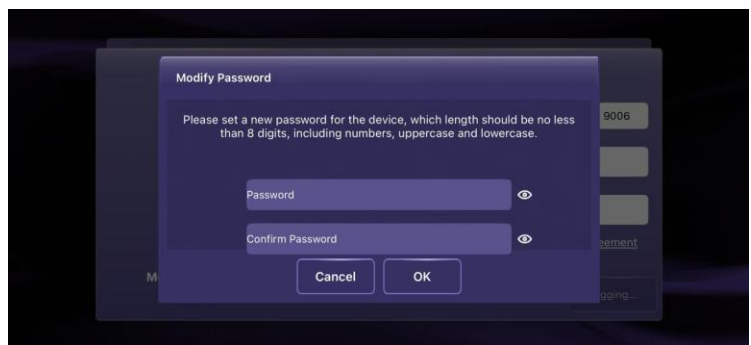 Modify Password
Please set a new password for the device, which length should be no less
than 8 digits, including numbers, uppercase and lowercase.
9006
Password
Confirm Password
Cancel
OK